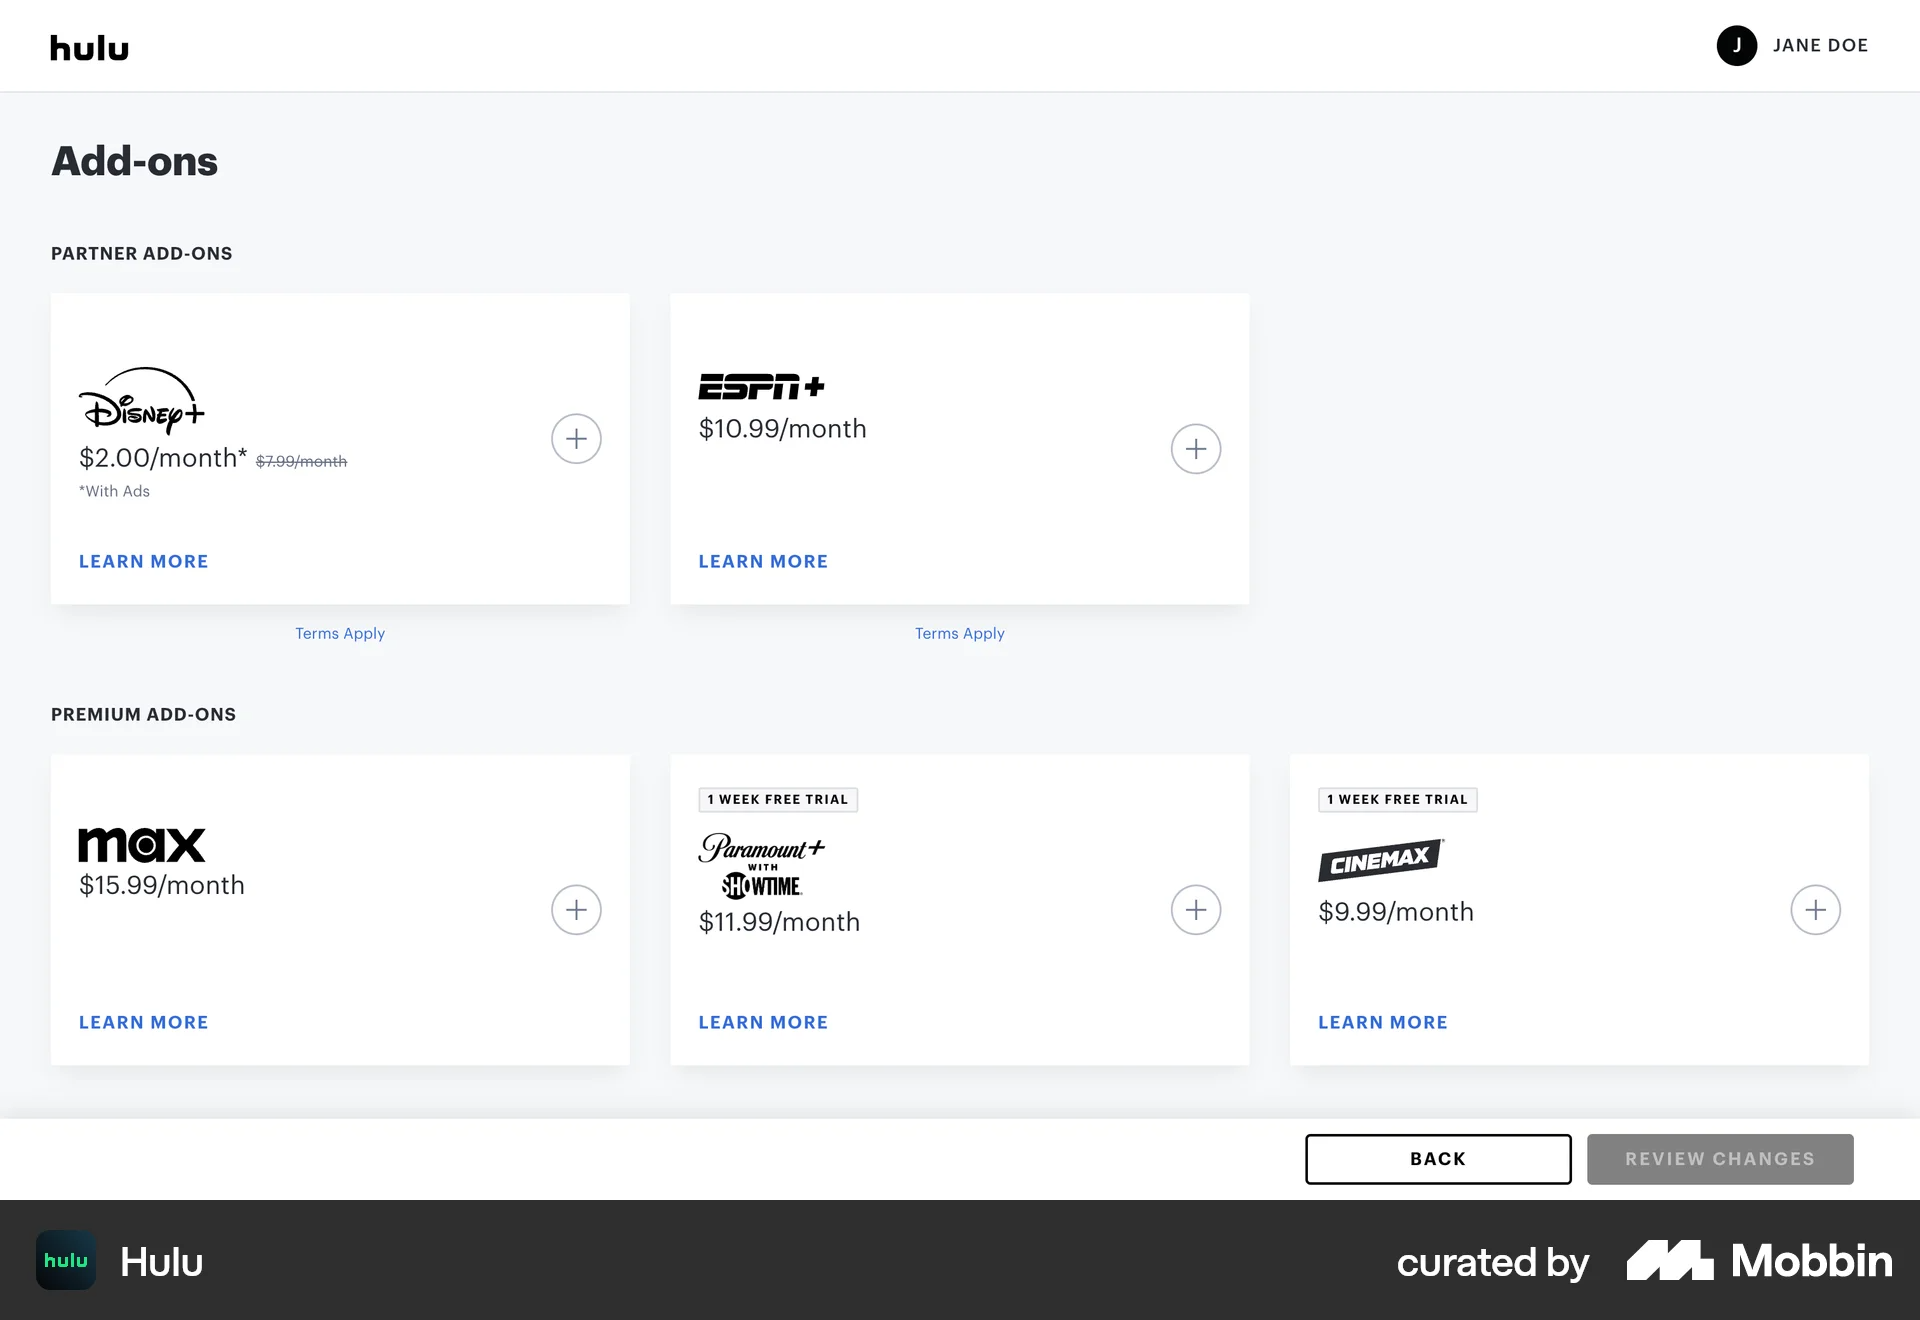 hulu
J JANE DOE
Add-ons
PARTNER ADD-ONS
Disney+
$2.00/month* $7.99/month
*With Ads
LEARN MORE
Terms Apply
ESPN+
$10.99/month
LEARN MORE
Terms Apply
PREMIUM ADD-ONS
max
$15.99/month
LEARN MORE
1 WEEK FREE TRIAL
Paramount+
WITH
SHOWTIME
$11.99/month
LEARN MORE
1 WEEK FREE TRIAL
CINEMAX
$9.99/month
LEARN MORE
BACK
REVIEW CHANGES
hulu
Hulu
curated by
Mobbin